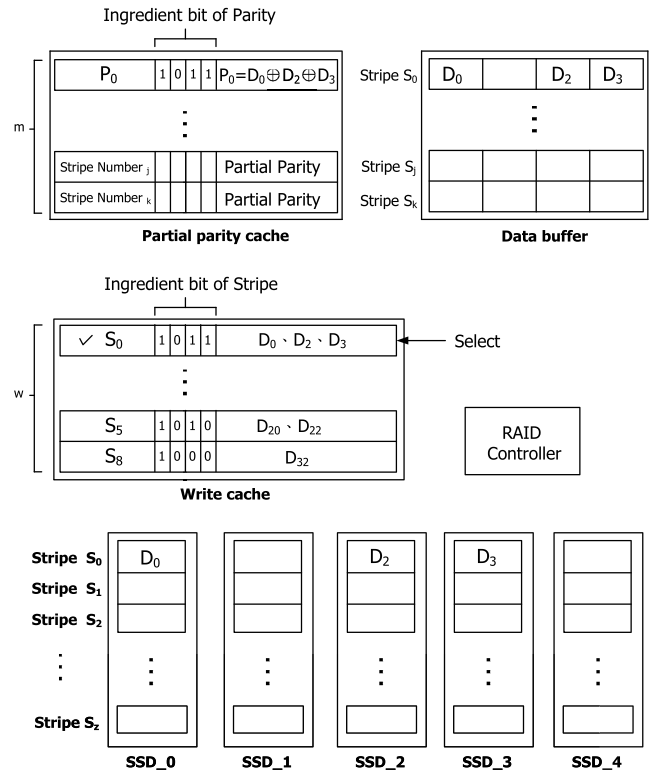 Ingredient bit of Parity
m
P0 1 0 1 1 P0=D0⊕D2⊕D3
Stripe Number j Partial Parity
Stripe Number k Partial Parity
Partial parity cache
Stripe S0 D0 D2 D3
Stripe Sj
Stripe Sk
Data buffer
Ingredient bit of Stripe
w
✓ S0 1 0 1 1 D0、D2、D3
Select
S5 1 0 1 0 D20、D22
S8 1 0 0 0 D32
Write cache
RAID
Controller
Stripe S0 D0 D2 D3
Stripe S1
Stripe S2
Stripe Sz
SSD_0 SSD_1 SSD_2 SSD_3 SSD_4